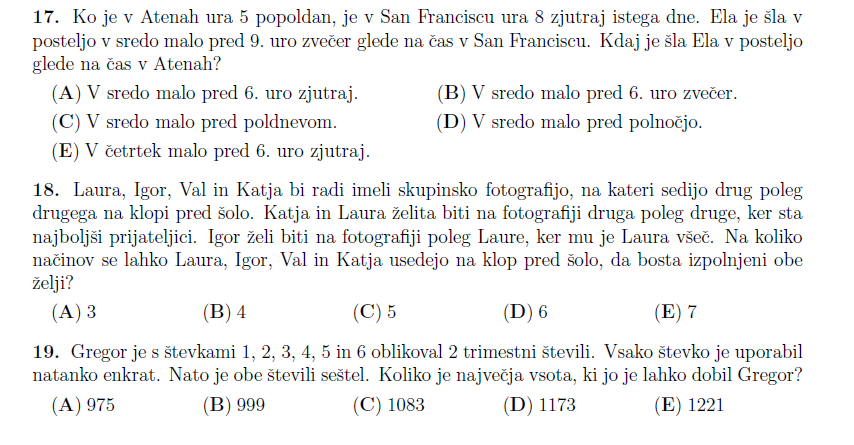 17. Ko je v Atenah ura 5 popoldan, je v San Franciscu ura 8 zjutraj istega dne. Ela je šla v
posteljo v sredo malo pred 9. uro zvečer glede na čas v San Franciscu. Kdaj je šla Ela v posteljo
glede na čas v Atenah?
(A) V sredo malo pred 6. uro zjutraj. (B) V sredo malo pred 6. uro zvečer.
(C) V sredo malo pred poldnevom. (D) V sredo malo pred polnočjo.
(E) V četrtek malo pred 6. uro zjutraj.
18. Laura, Igor, Val in Katja bi radi imeli skupinsko fotografijo, na kateri sedijo drug poleg
drugega na klopi pred šolo. Katja in Laura želita biti na fotografiji druga poleg druge, ker sta
najboljši prijateljici. Igor želi biti na fotografiji poleg Laure, ker mu je Laura všeč. Na koliko
načinov se lahko Laura, Igor, Val in Katja usedejo na klop pred šolo, da bosta izpolnjeni obe
želji?
(A) 3 (B) 4 (C) 5 (D) 6 (E) 7
19. Gregor je s števkami 1, 2, 3, 4, 5 in 6 oblikoval 2 trimestni števili. Vsako števko je uporabil
natanko enkrat. Nato je obe števili seštel. Koliko je največja vsota, ki jo je lahko dobil Gregor?
(A) 975 (B) 999 (C) 1083 (D) 1173 (E) 1221